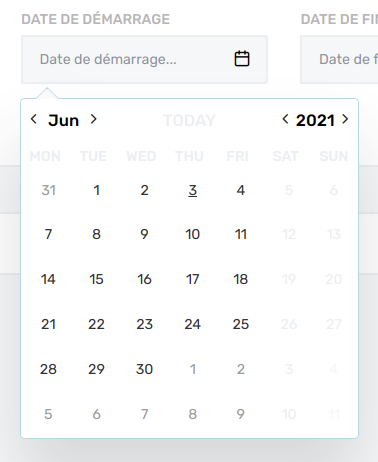 DATE DE DÉMARRAGE DATE DE FI
Date de démarrage... Date de f
Jun TODAY 2021
MON TUE WED THU FRI SAT SUN
31 1 2 3 4 5 6
7 8 9 10 11 12 13
14 15 16 17 18 19 20
21 22 23 24 25 26 27
28 29 30 1 2 3 4
5 6 7 8 9 10 11